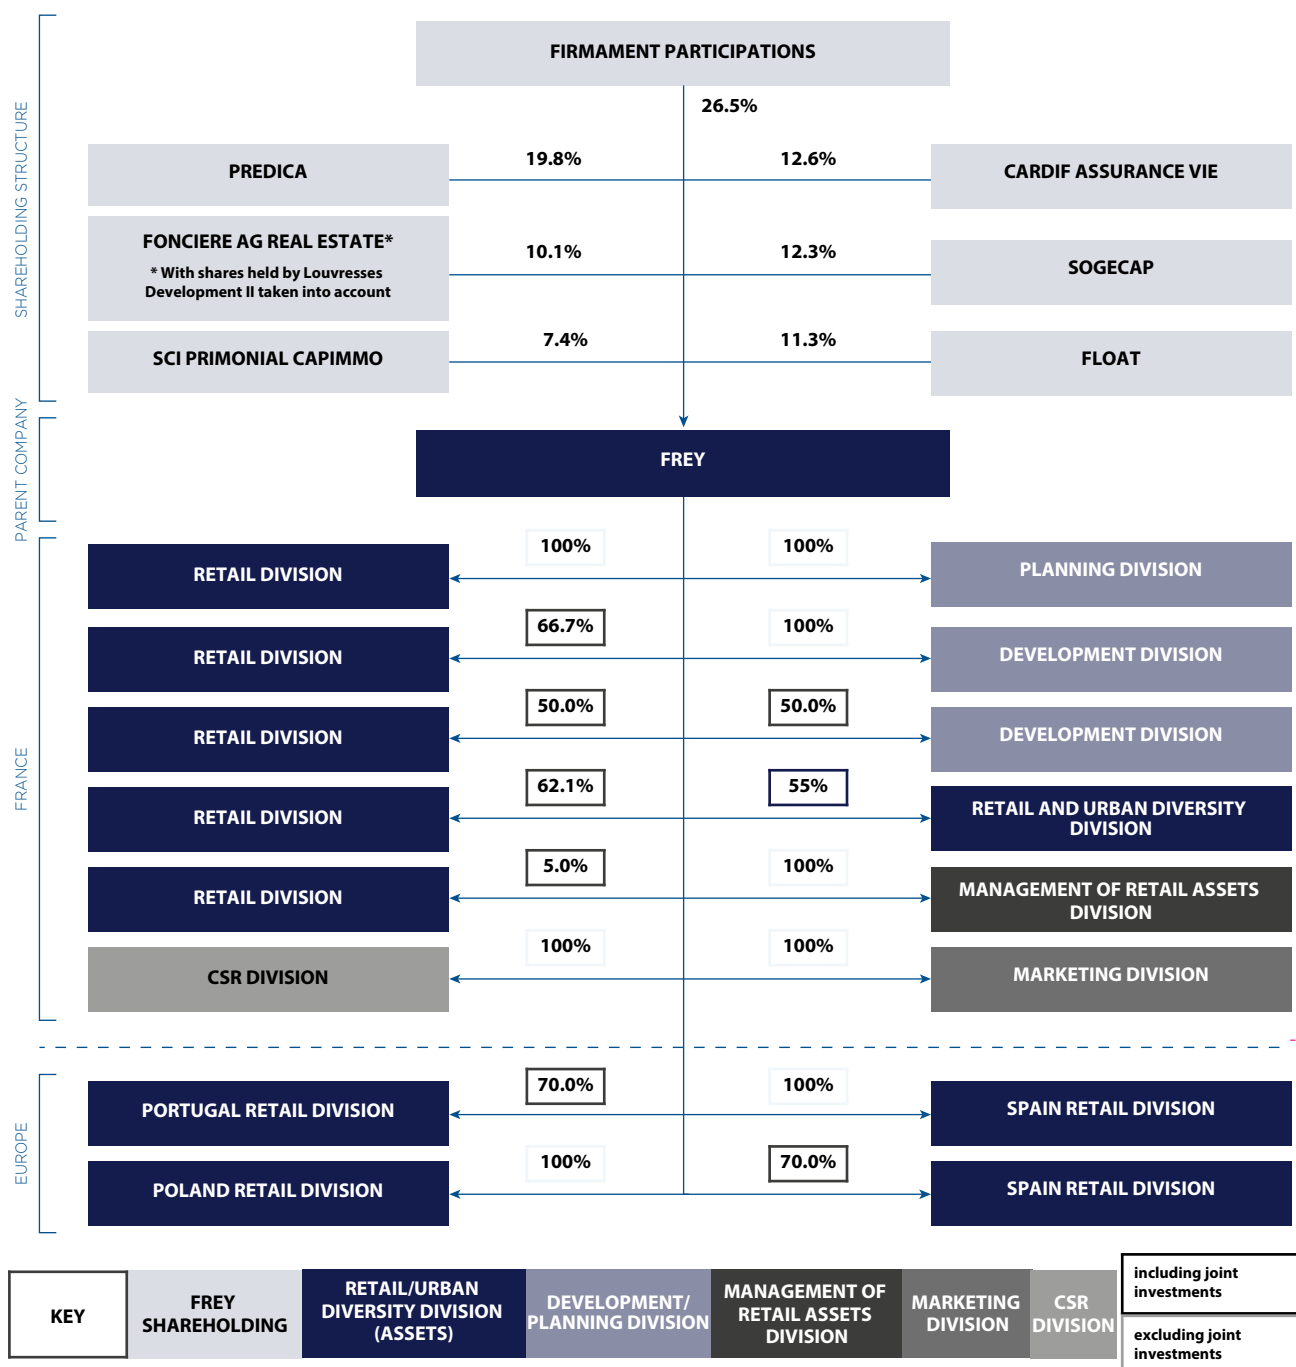 SHAREHOLDING STRUCTURE
FIRMAMENT PARTICIPATIONS
26.5%
PREDICA
19.8%
12.6%
CARDIF ASSURANCE VIE
FONCIERE AG REAL ESTATE*
* With shares held by Louvresses
Development II taken into account
10.1%
12.3%
SOGECAP
SCI PRIMONIAL CAPIMMO
7.4%
11.3%
FLOAT
PARENT COMPANY
FREY
FRANCE
RETAIL DIVISION
100%
100%
PLANNING DIVISION
RETAIL DIVISION
66.7%
100%
DEVELOPMENT DIVISION
RETAIL DIVISION
50.0%
50.0%
DEVELOPMENT DIVISION
RETAIL DIVISION
62.1%
55%
RETAIL AND URBAN DIVERSITY
DIVISION
RETAIL DIVISION
5.0%
100%
MANAGEMENT OF RETAIL ASSETS
DIVISION
CSR DIVISION
100%
100%
MARKETING DIVISION
EUROPE
PORTUGAL RETAIL DIVISION
70.0%
100%
SPAIN RETAIL DIVISION
POLAND RETAIL DIVISION
100%
70.0%
SPAIN RETAIL DIVISION
KEY
FREY
SHAREHOLDING
RETAIL/URBAN
DIVERSITY DIVISION
(ASSETS)
DEVELOPMENT/
PLANNING DIVISION
MANAGEMENT OF
RETAIL ASSETS
DIVISION
MARKETING
DIVISION
CSR
DIVISION
including joint
investments
excluding joint
investments